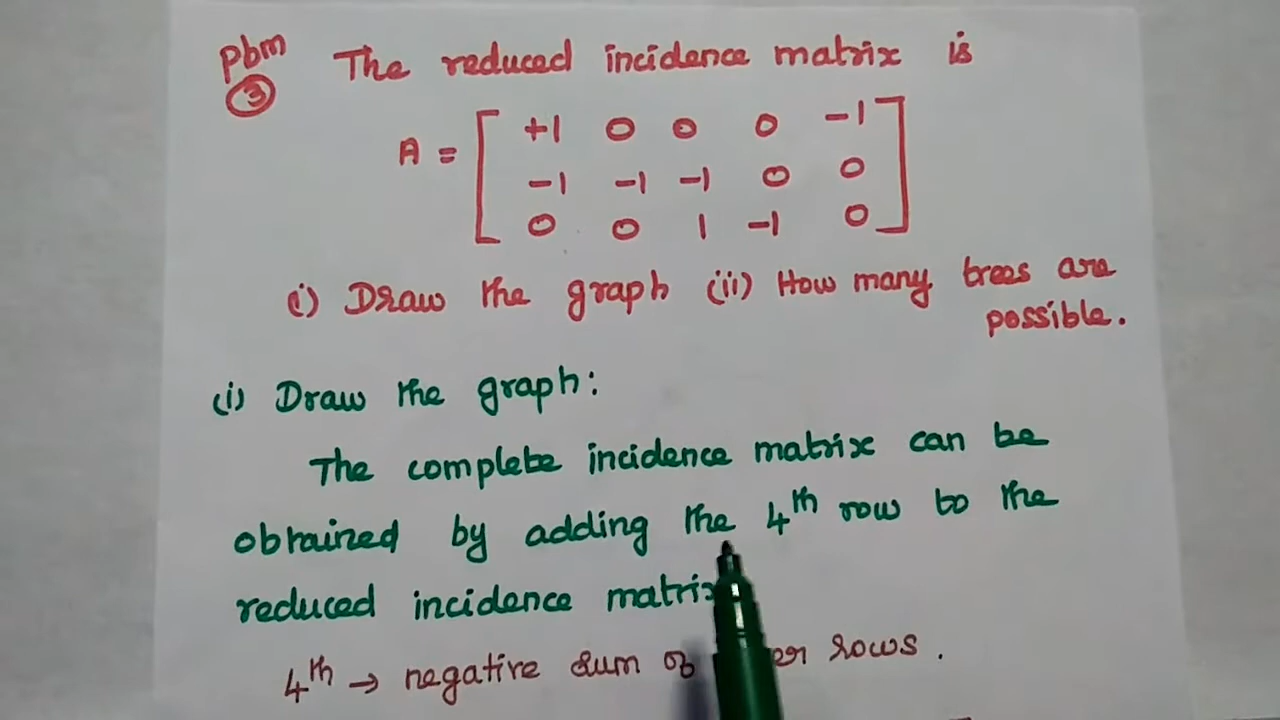 Pbm
③ The reduced incidence matrix is
A = [ +1 0 0 0 -1
-1 -1 -1 0 0
0 0 1 -1 0 ]
(i) Draw the graph (ii) How many trees are
possible.
(i) Draw the graph:
The complete incidence matrix can be
obtained by adding the 4th row to the
reduced incidence matrix
4th → negative sum of rows.